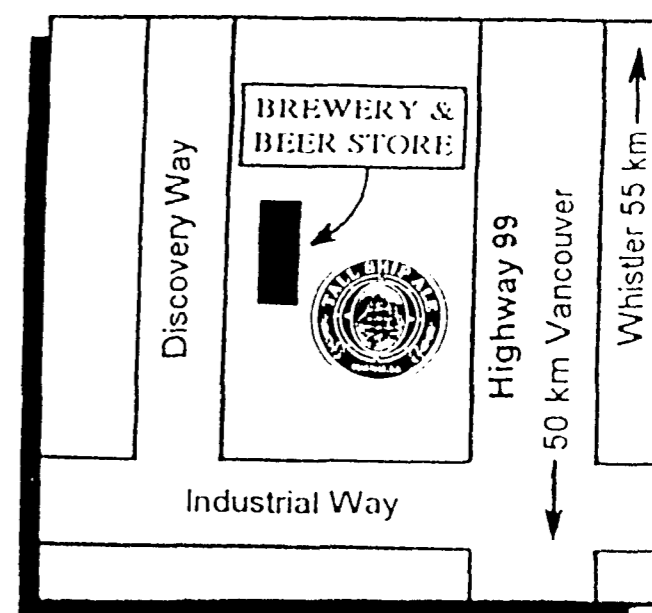 BREWERY &
BEER STORE
Discovery Way
TALL SHIP ALE
Highway 99
50 km Vancouver
Whistler 55 km
Industrial Way